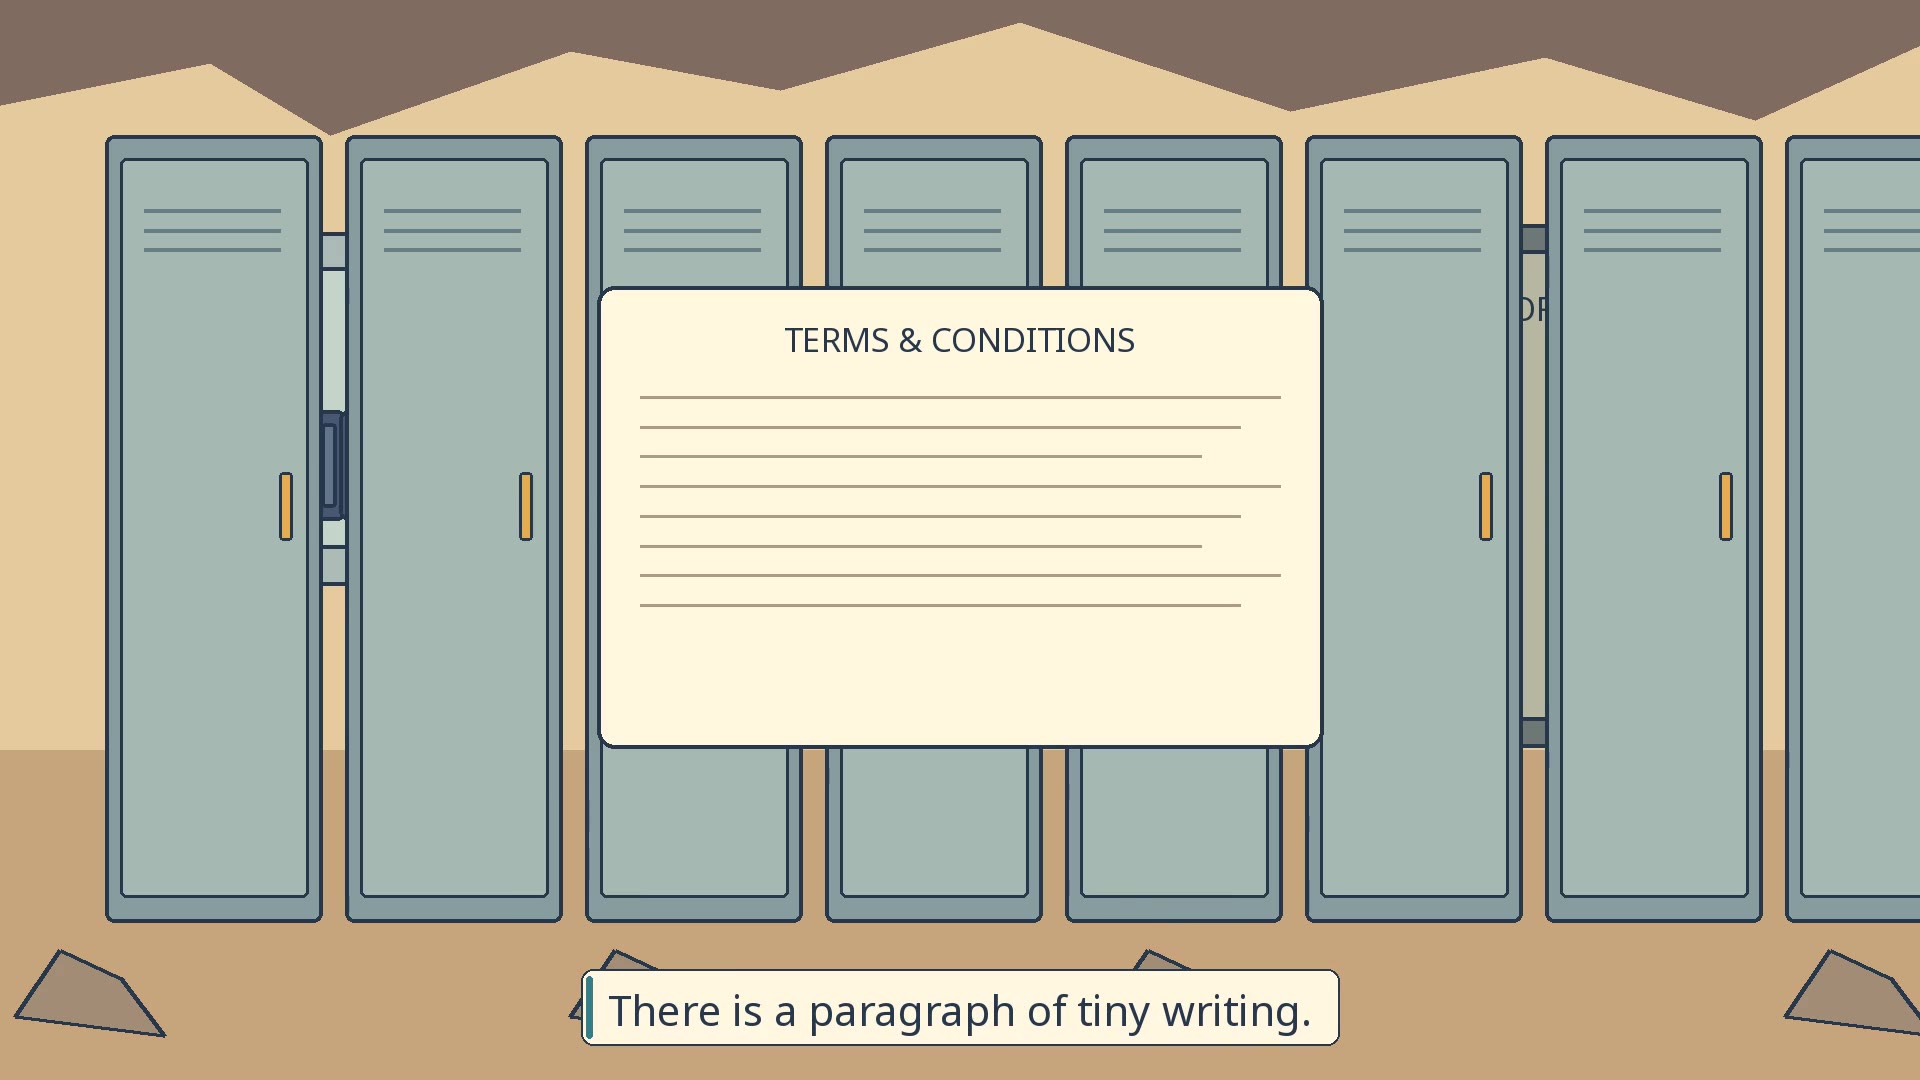 TERMS & CONDITIONS
There is a paragraph of tiny writing.